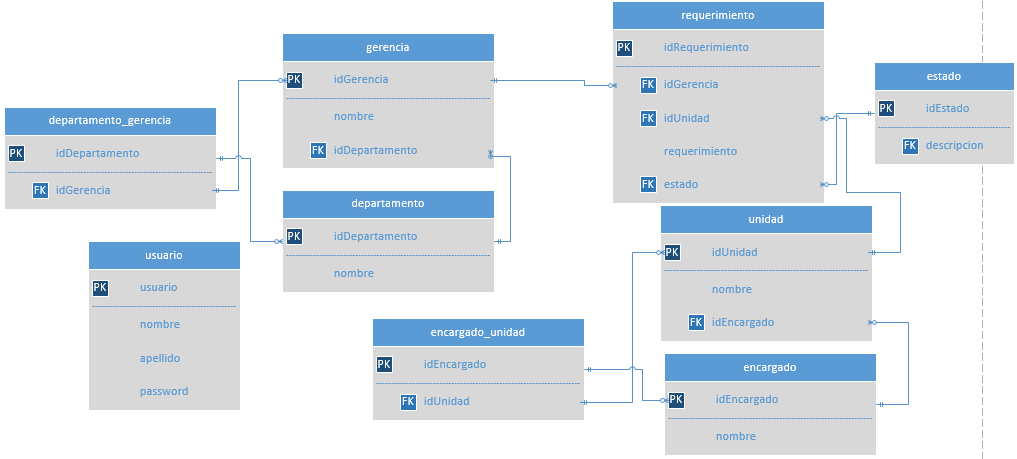 departamento_gerencia
PK idDepartamento
FK idGerencia
gerencia
PK idGerencia
nombre
FK idDepartamento
departamento
PK idDepartamento
nombre
requerimiento
PK idRequerimiento
FK idGerencia
FK idUnidad
requerimiento
FK estado
estado
PK idEstado
FK descripcion
usuario
PK usuario
nombre
apellido
password
encargado_unidad
PK idEncargado
FK idUnidad
unidad
PK idUnidad
nombre
FK idEncargado
encargado
PK idEncargado
nombre